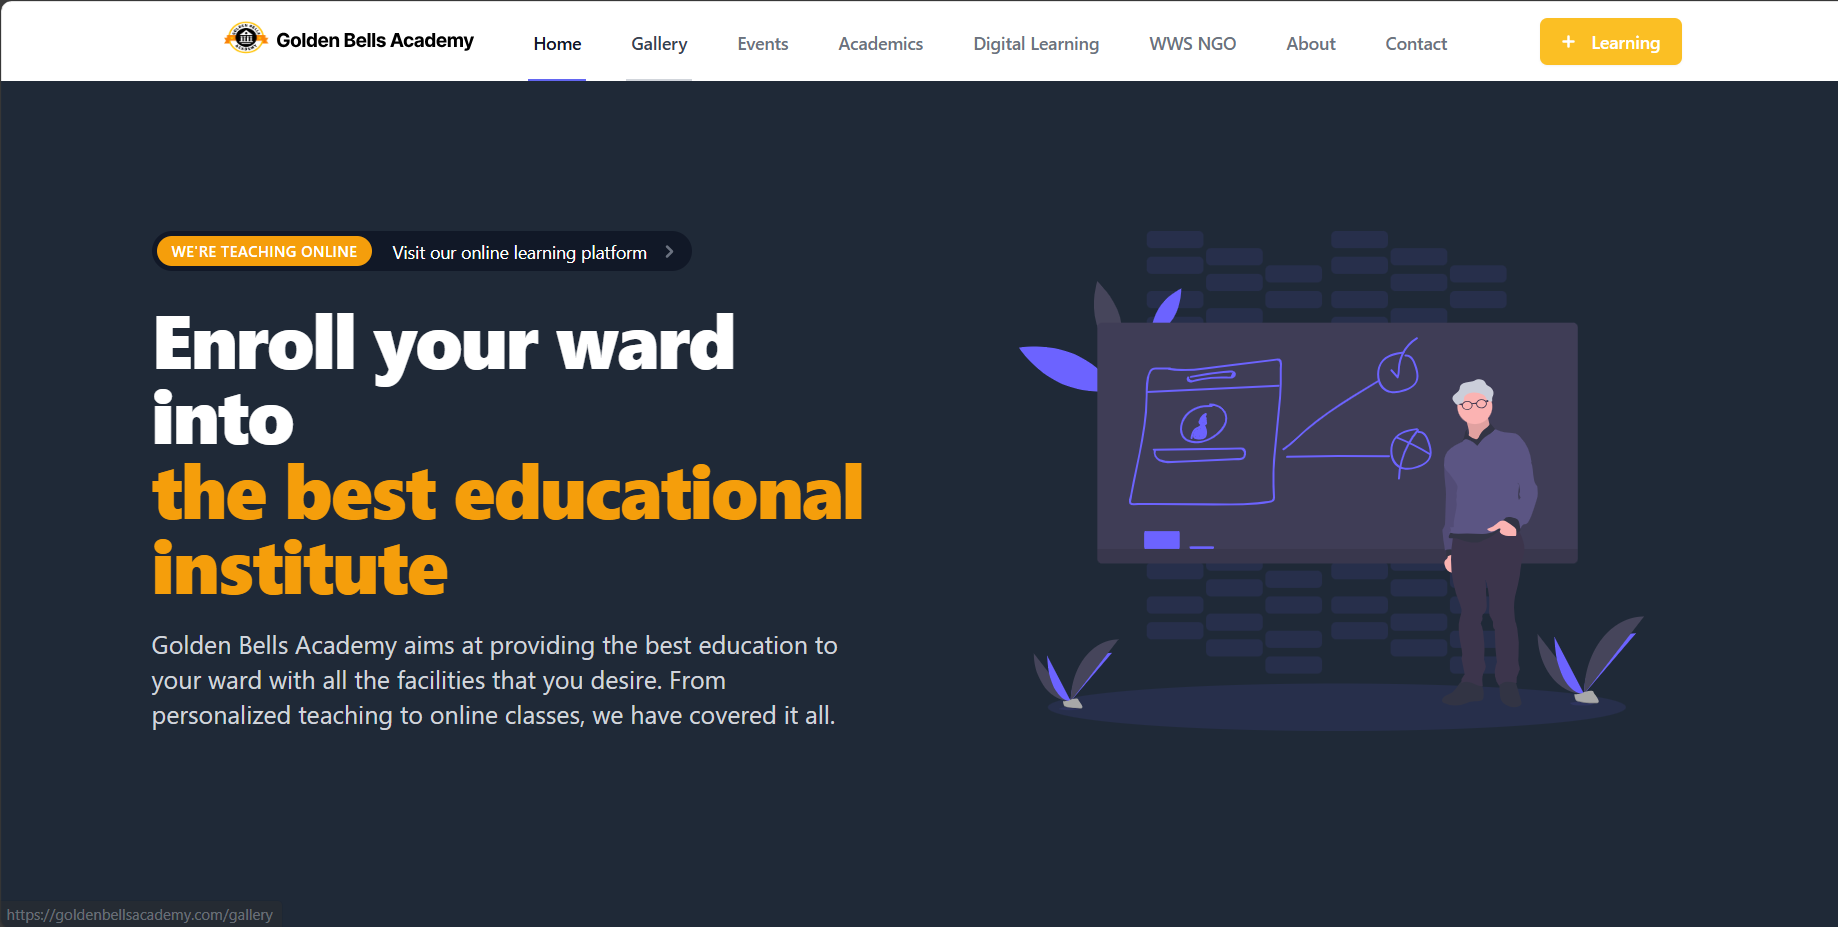 Golden Bells Academy
Home
Gallery
Events
Academics
Digital Learning
WWS NGO
About
Contact
+ Learning
WE'RE TEACHING ONLINE
Visit our online learning platform
Enroll your ward
into
the best educational
institute
Golden Bells Academy aims at providing the best education to
your ward with all the facilities that you desire. From
personalized teaching to online classes, we have covered it all.
https://goldenbellsacademy.com/gallery